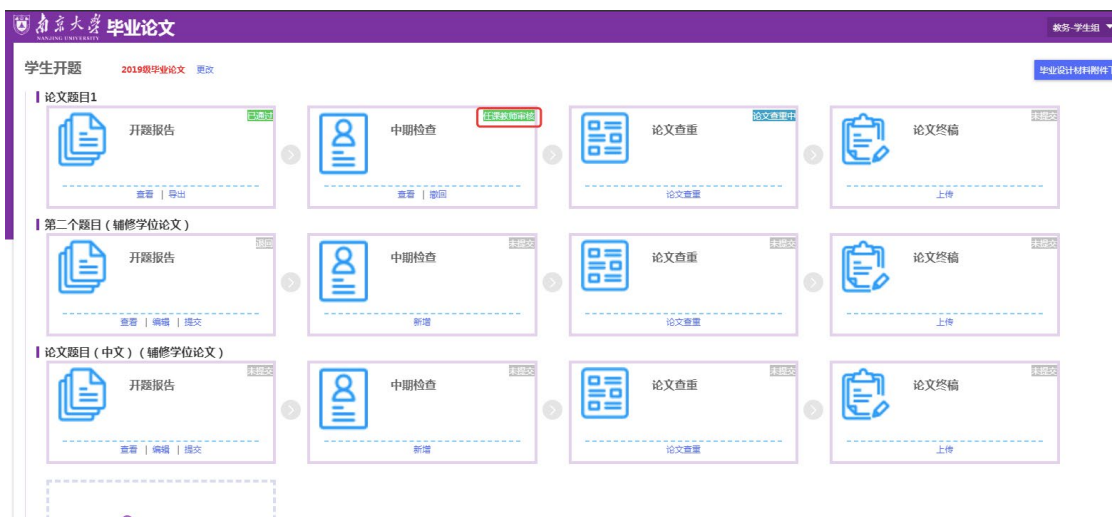 南京大学 毕业论文
NANJING UNIVERSITY
教务-学生组
学生开题 2019级毕业论文 更改
毕业设计材料附件下
论文题目1
开题报告 已通过
查看 | 导出
中期检查 任课教师审核
查看 | 撤回
论文查重 论文查重中
论文查重
论文终稿 未提交
上传
第二个题目(辅修学位论文)
开题报告 退回
查看 | 编辑 | 提交
中期检查 未提交
新增
论文查重 未提交
论文查重
论文终稿 未提交
上传
论文题目(中文)(辅修学位论文)
开题报告 未提交
查看 | 编辑 | 提交
中期检查 未提交
新增
论文查重 未提交
论文查重
论文终稿 未提交
上传